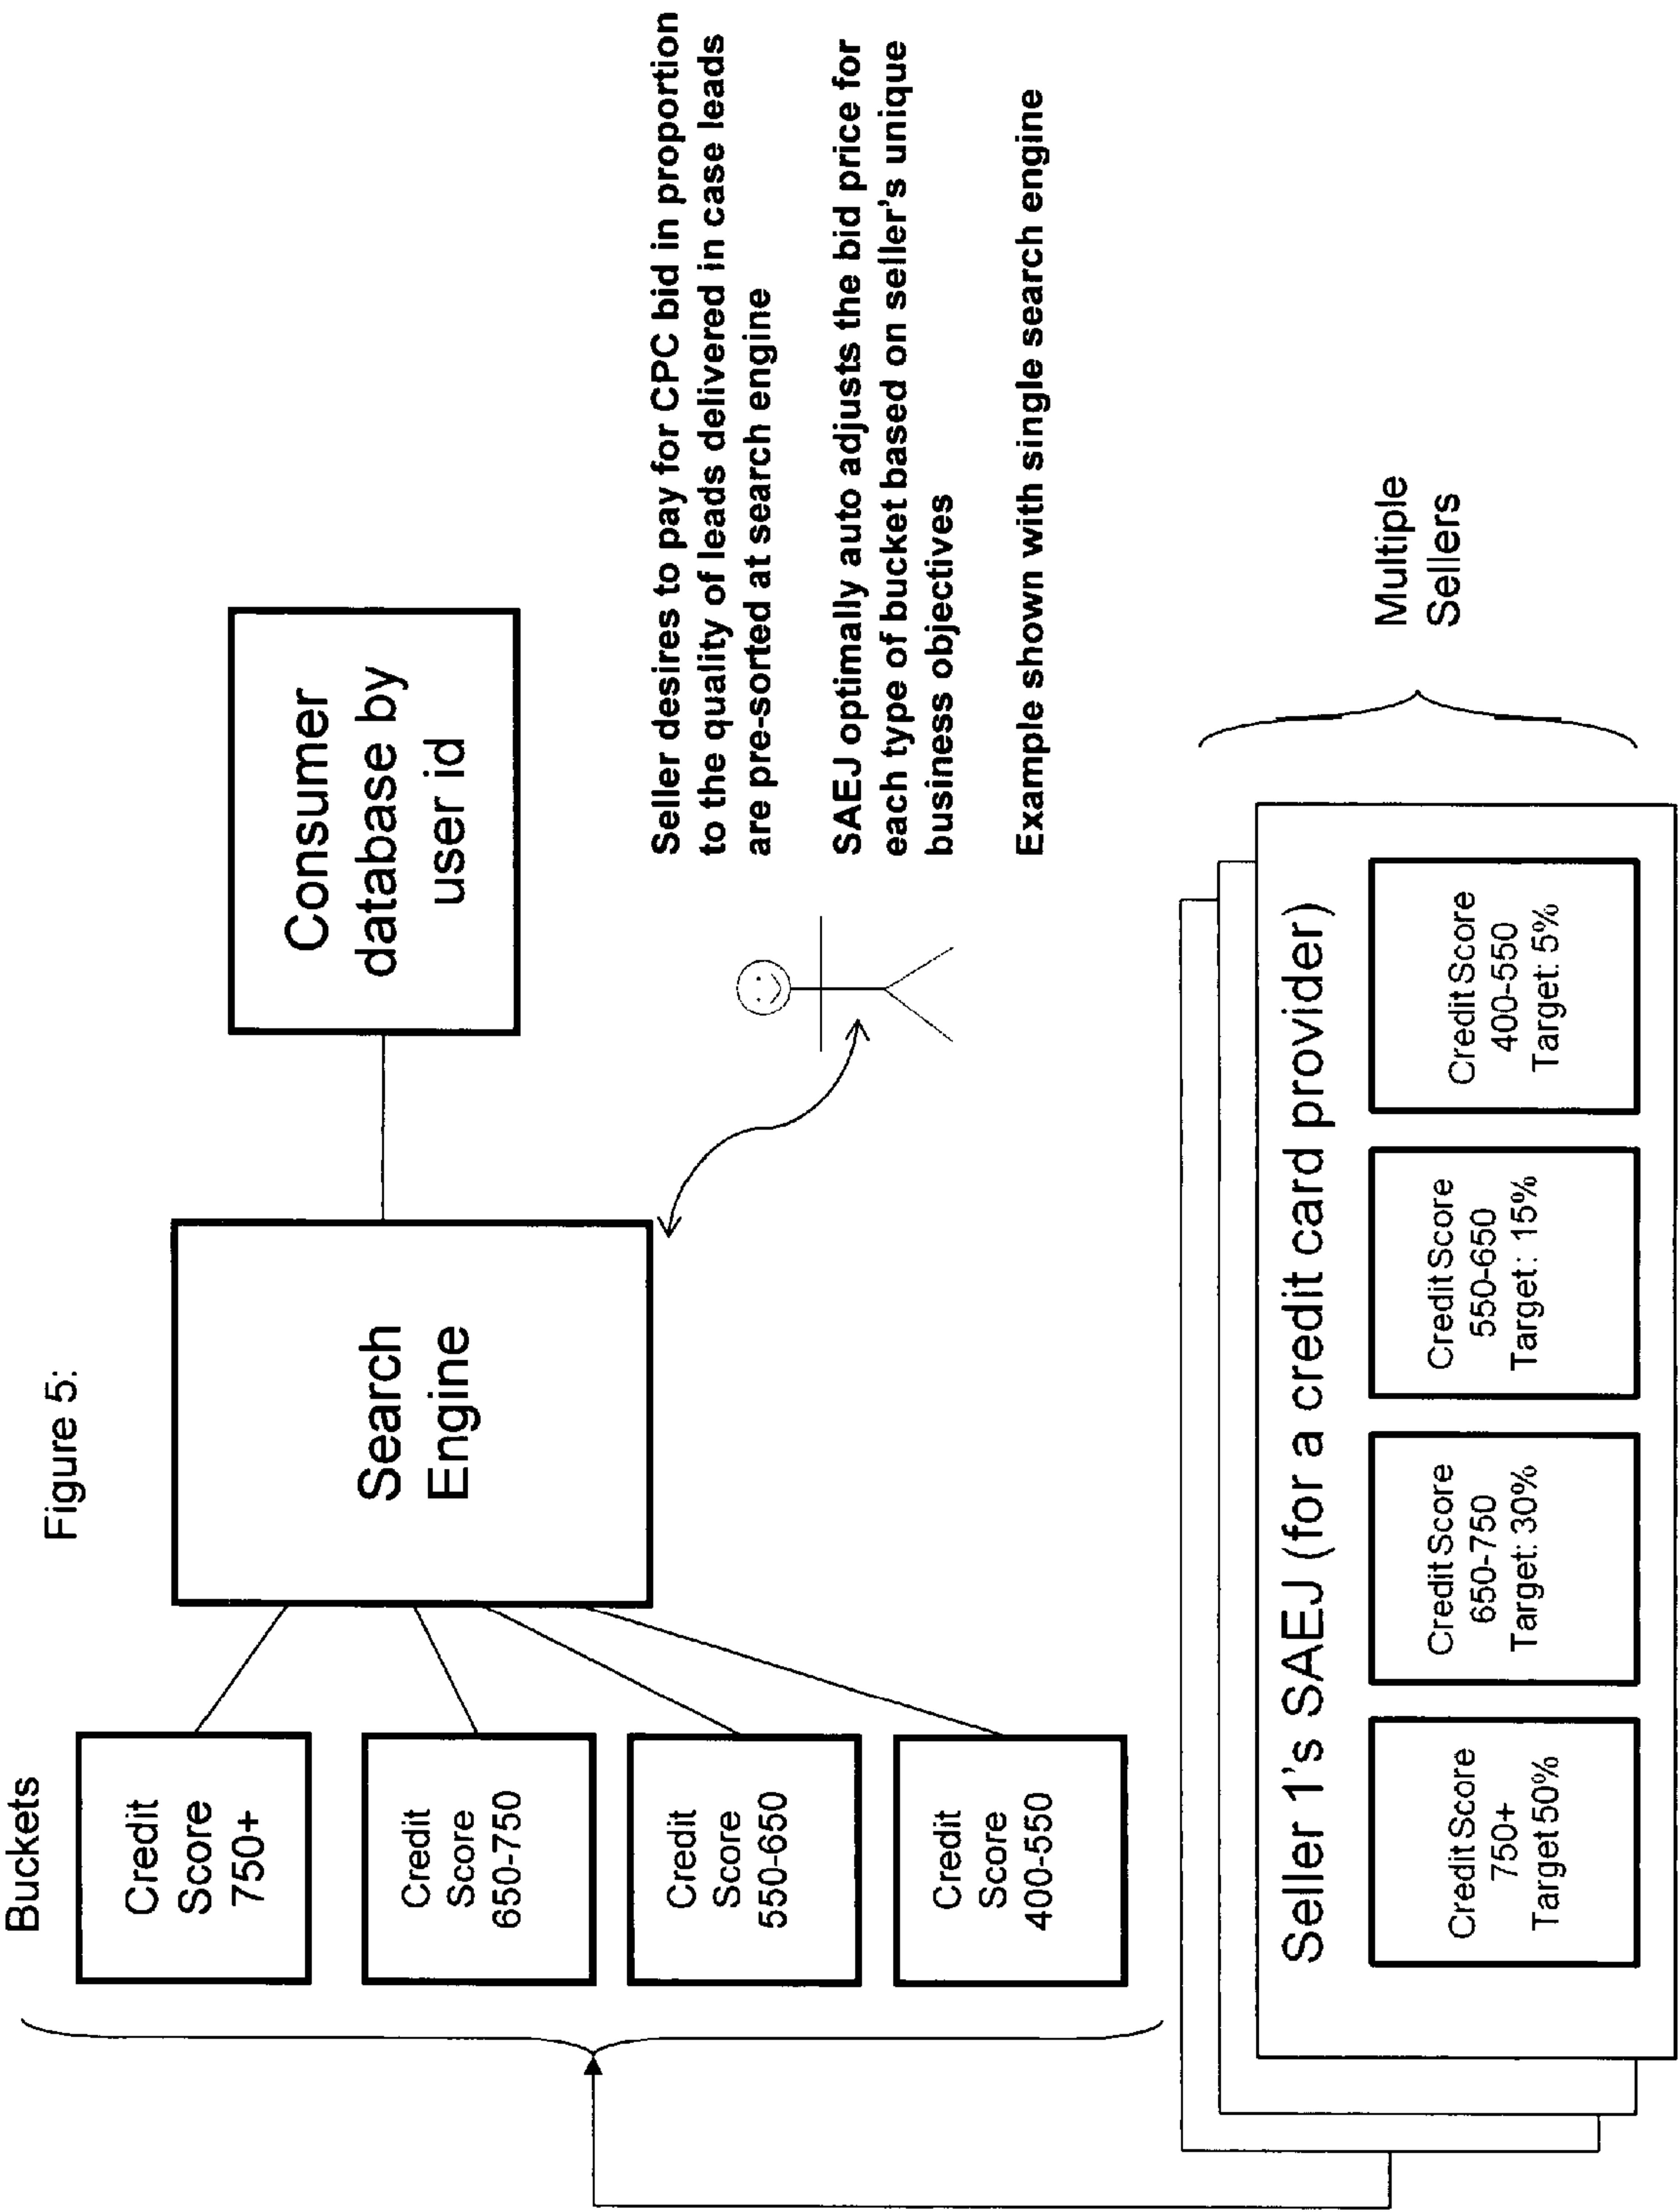 Figure 5:
Buckets
Credit
Score
750+
Credit
Score
650-750
Credit
Score
550-650
Credit
Score
400-550
Search
Engine
Consumer
database by
user id
Seller desires to pay for CPC bid in proportion
to the quality of leads delivered in case leads
are pre-sorted at search engine
SAEJ optimally auto adjusts the bid price for
each type of bucket based on seller's unique
business objectives
Example shown with single search engine
Seller 1's SAEJ (for a credit card provider)
Credit Score
750+
Target 50%
Credit Score
650-750
Target: 30%
Credit Score
550-650
Target: 15%
Credit Score
400-550
Target: 5%
Multiple
Sellers